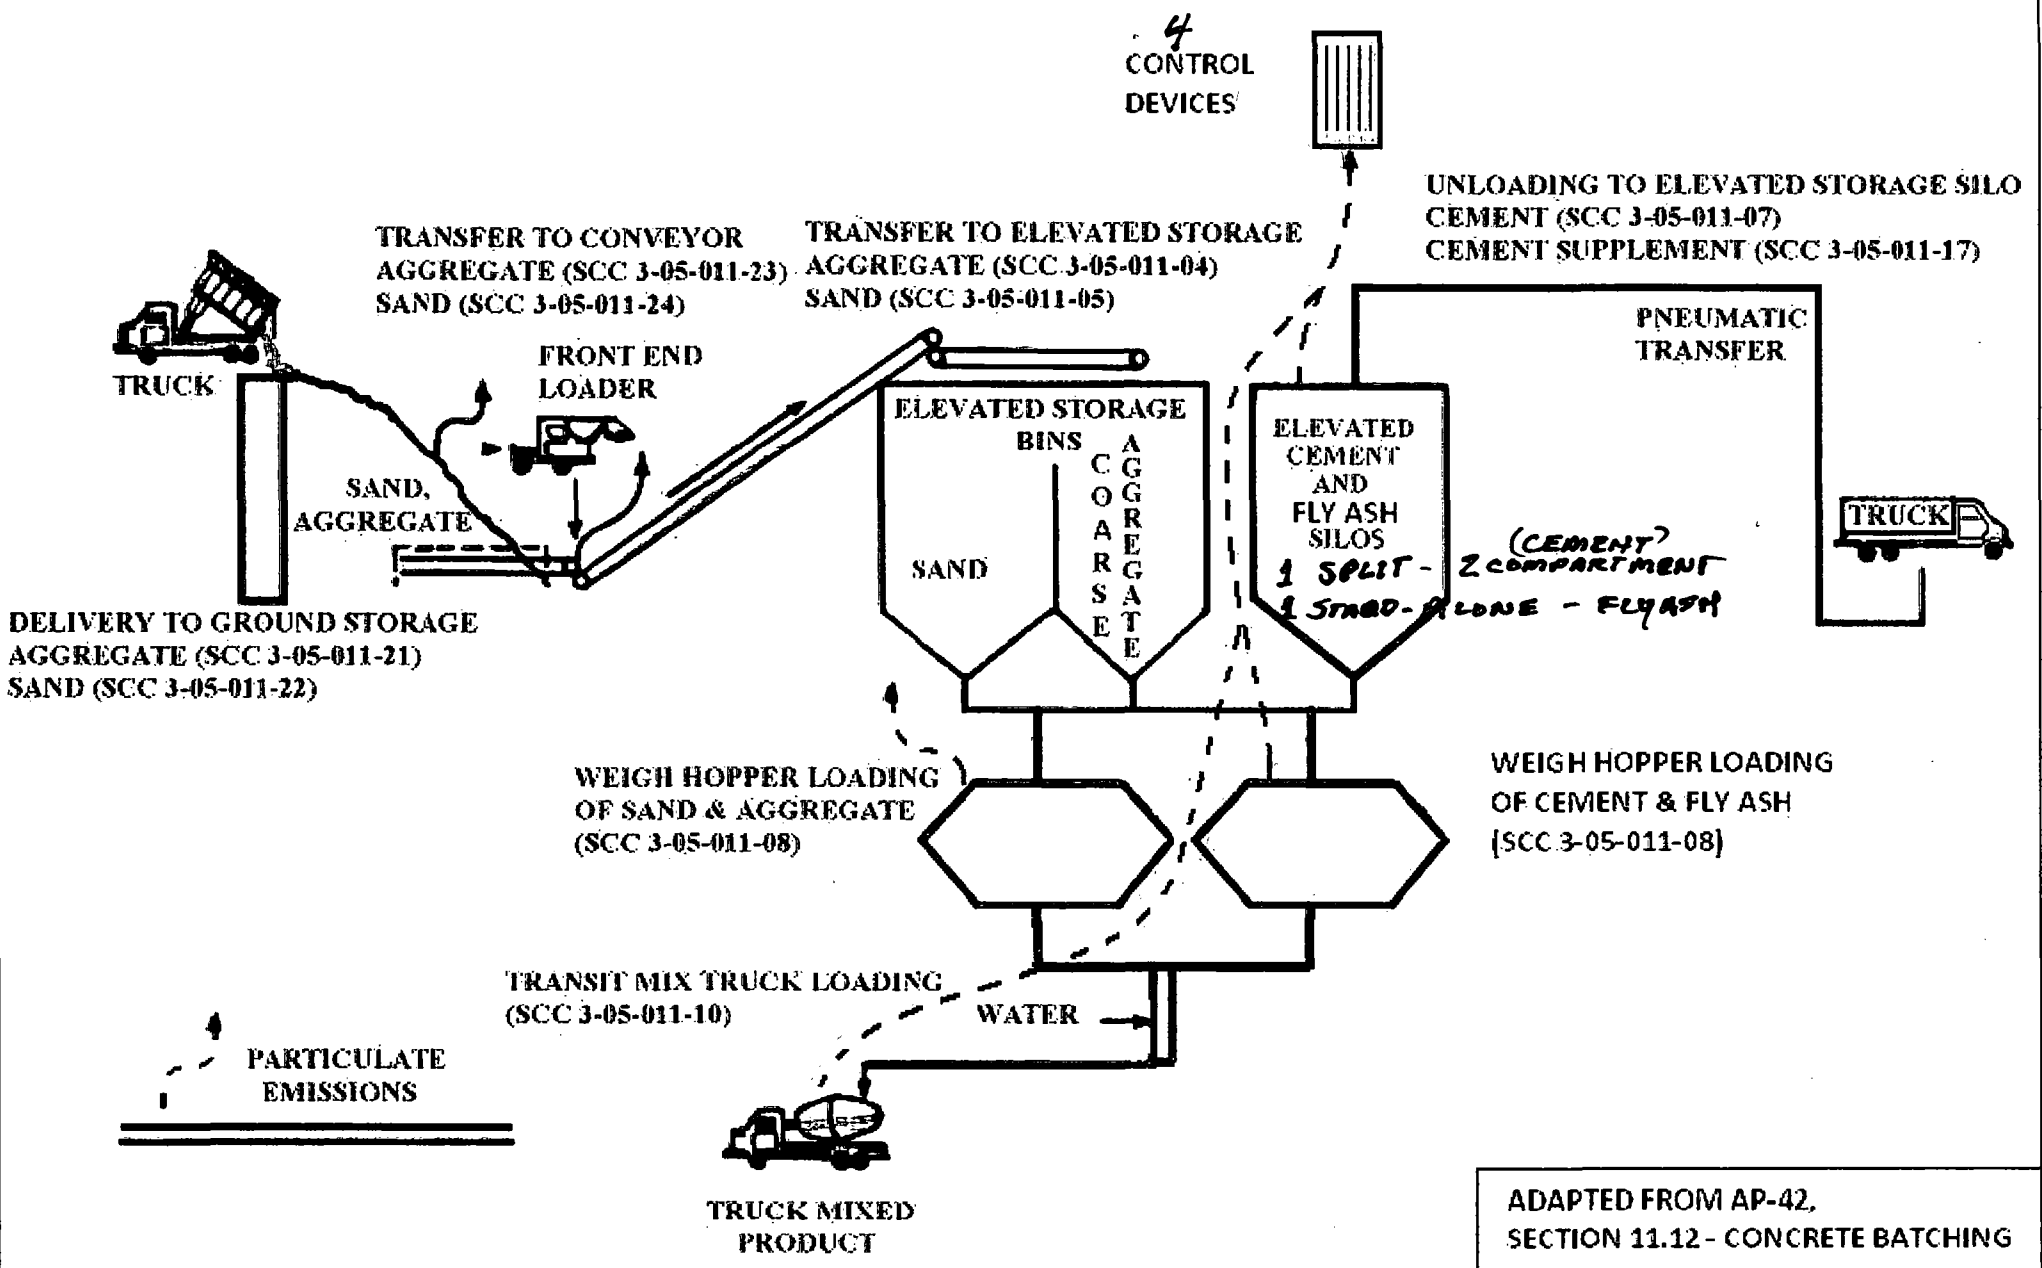 4
CONTROL
DEVICES
UNLOADING TO ELEVATED STORAGE SILO
CEMENT (SCC 3-05-011-07)
CEMENT SUPPLEMENT (SCC 3-05-011-17)
TRANSFER TO CONVEYOR
AGGREGATE (SCC 3-05-011-23)
SAND (SCC 3-05-011-24)
TRANSFER TO ELEVATED STORAGE
AGGREGATE (SCC 3-05-011-04)
SAND (SCC 3-05-011-05)
PNEUMATIC
TRANSFER
TRUCK
FRONT END
LOADER
SAND,
AGGREGATE
ELEVATED STORAGE
BINS
COARSE
AGGREGATE
SAND
ELEVATED
CEMENT
AND
FLY ASH
SILOS
(CEMENT)
1 SPLIT - 2 COMPARTMENT
1 STAND-ALONE - FLYASH
TRUCK
DELIVERY TO GROUND STORAGE
AGGREGATE (SCC 3-05-011-21)
SAND (SCC 3-05-011-22)
WEIGH HOPPER LOADING
OF SAND & AGGREGATE
(SCC 3-05-011-08)
WEIGH HOPPER LOADING
OF CEMENT & FLY ASH
(SCC 3-05-011-08)
TRANSIT MIX TRUCK LOADING
(SCC 3-05-011-10)
WATER
PARTICULATE
EMISSIONS
TRUCK MIXED
PRODUCT
ADAPTED FROM AP-42,
SECTION 11.12 - CONCRETE BATCHING